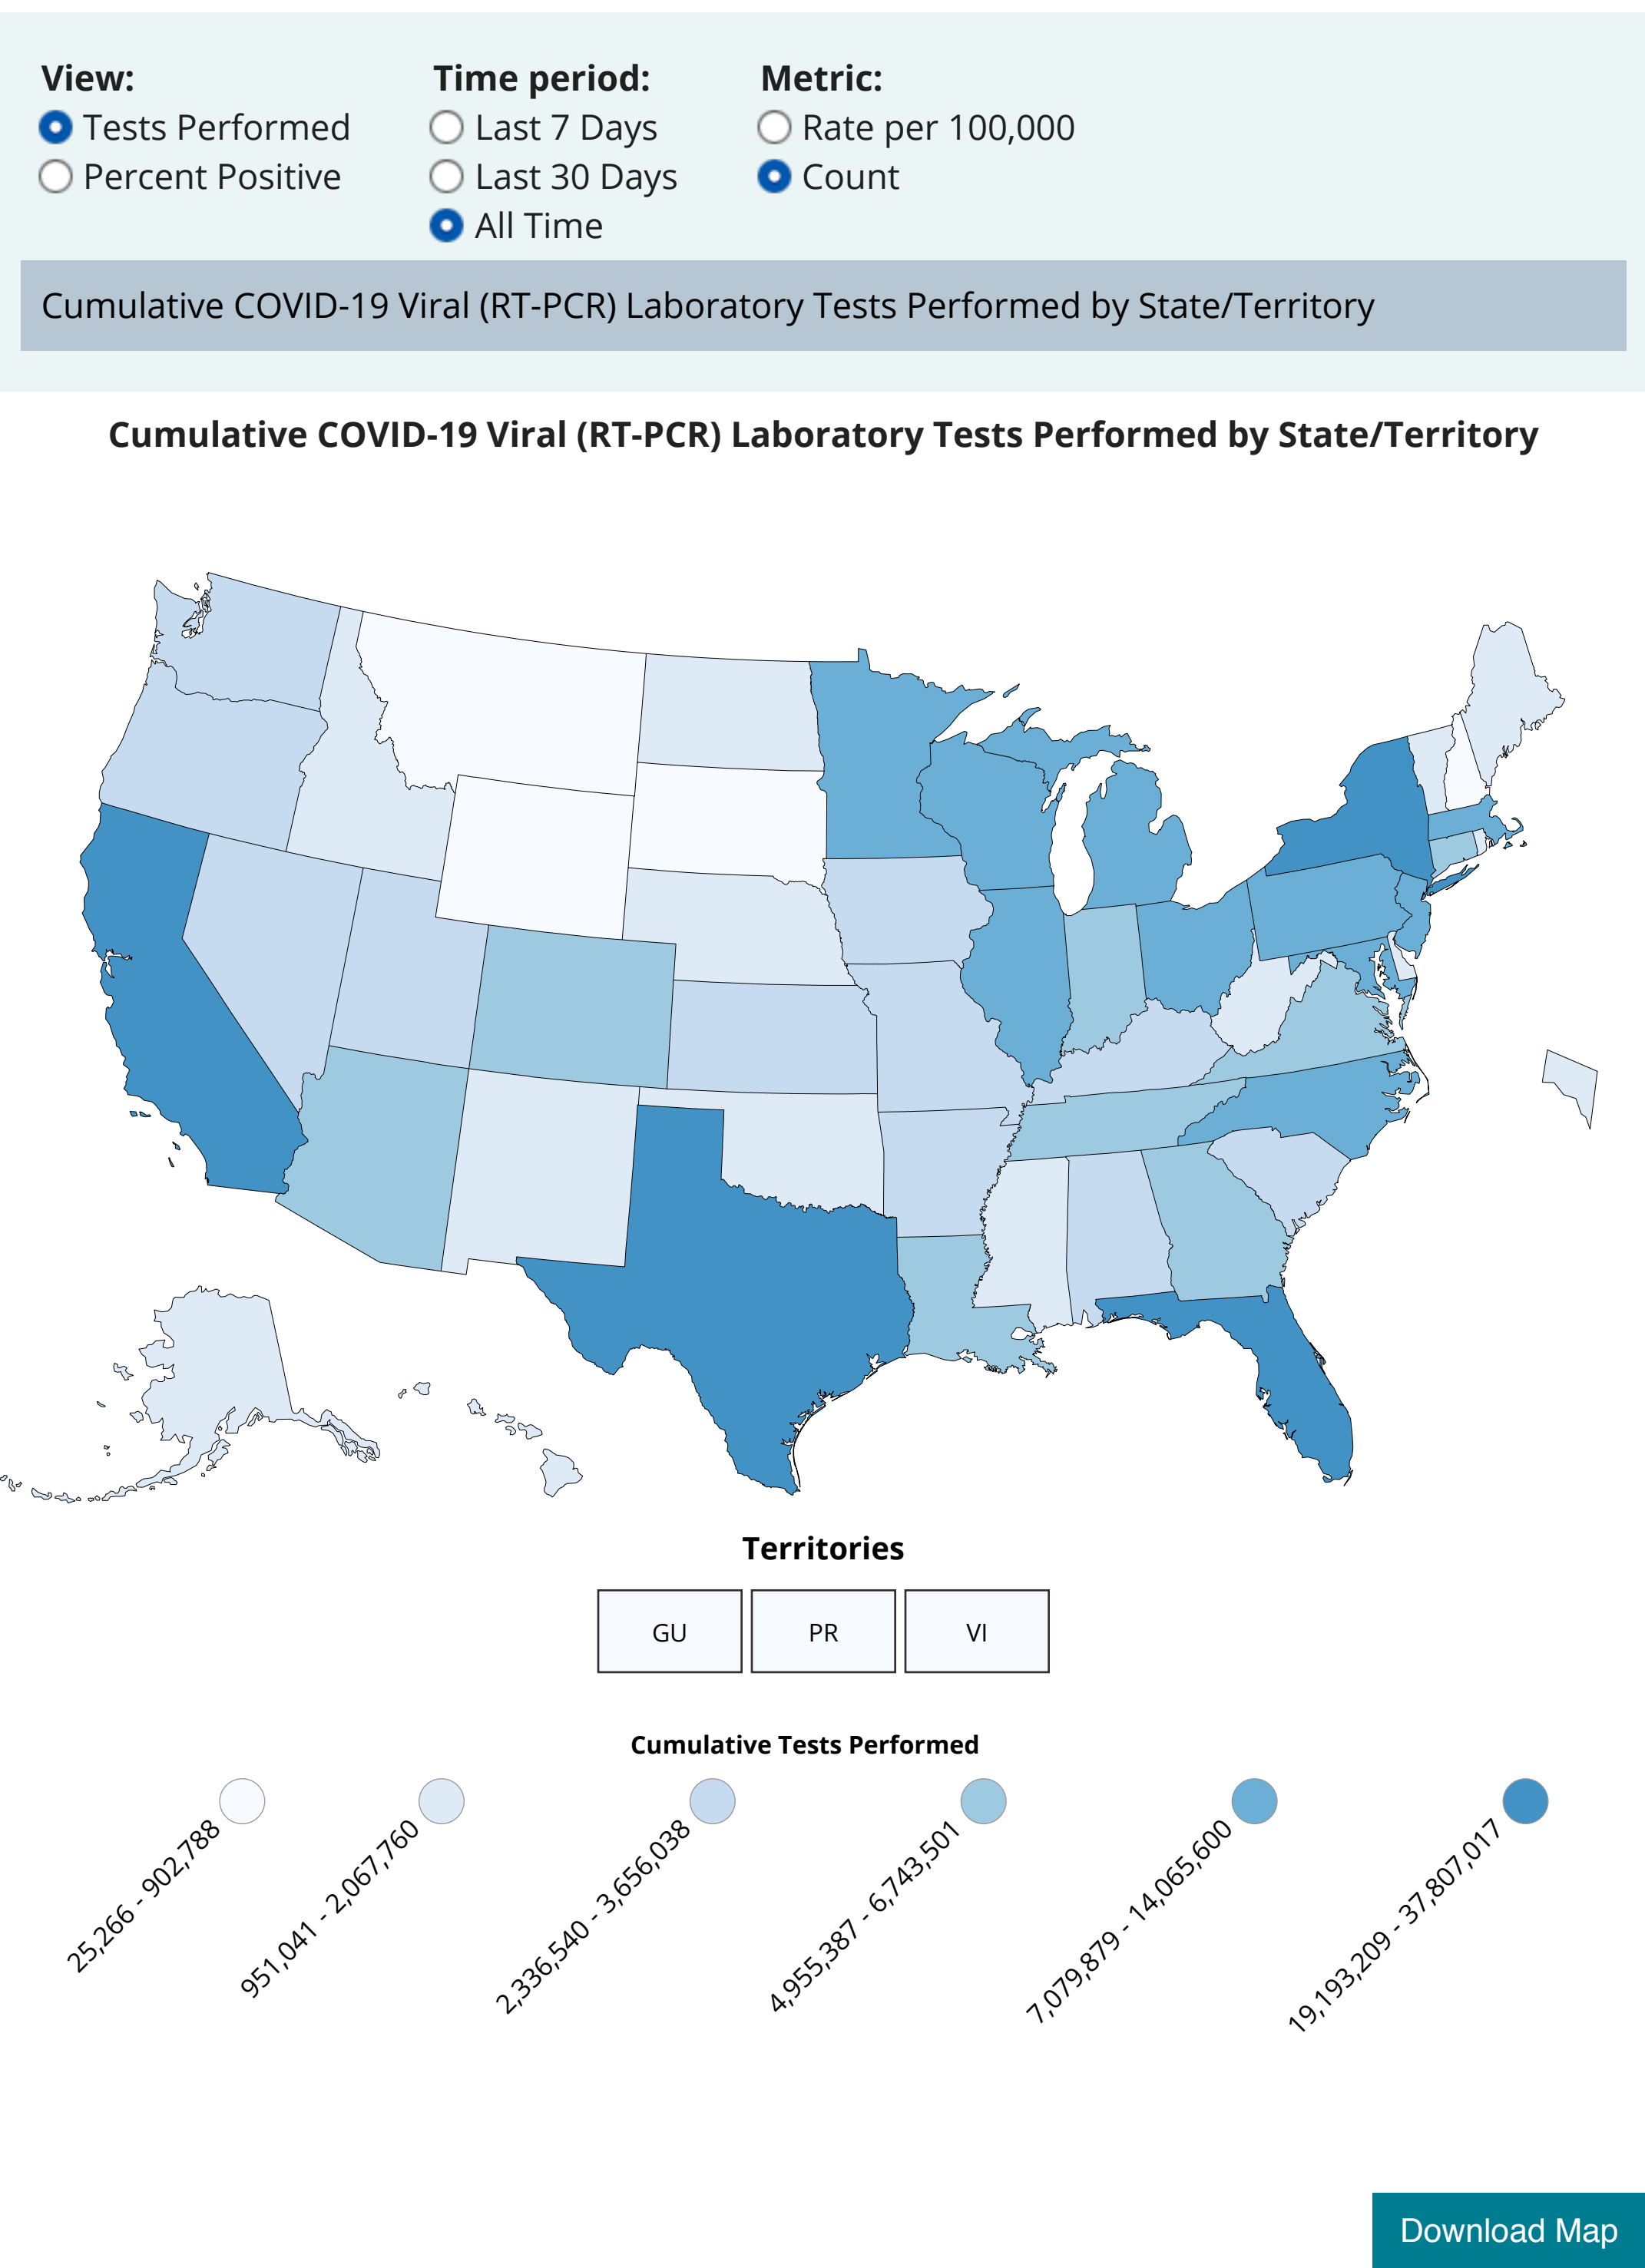 View:
Time period:
Metric:
Tests Performed
Last 7 Days
Rate per 100,000
Percent Positive
Last 30 Days
Count
All Time
Cumulative COVID-19 Viral (RT-PCR) Laboratory Tests Performed by State/Territory
Cumulative COVID-19 Viral (RT-PCR) Laboratory Tests Performed by State/Territory
Territories
GU
PR
VI
Cumulative Tests Performed
25,266 - 902,788
951,041 - 2,067,760
2,336,540 - 3,656,038
4,955,387 - 6,743,501
7,079,879 - 14,065,600
19,193,209 - 37,807,017
Download Map